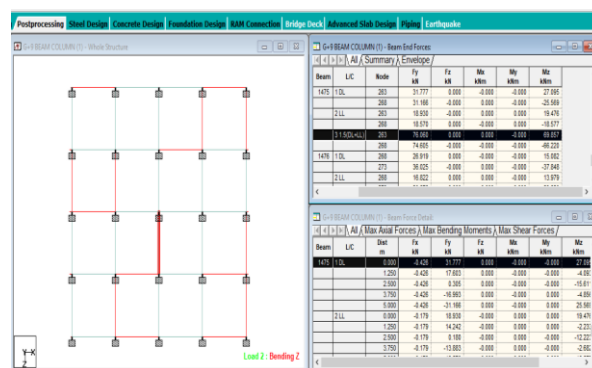 Postprocessing Steel Design Concrete Design Foundation Design RAM Connection Bridge Deck Advanced Slab Design Piping Earthquake
G+9 BEAM COLUMN (1) - Whole Structure
Y X
Z
Load 2 : Bending Z
G+9 BEAM COLUMN (1) - Beam End Forces:
All Summary Envelope
Beam L/C Node Fy kN Fz kN Mx kNm My kNm Mz kNm
1475 1 DL 263 31.777 0.000 -0.000 -0.000 27.095
268 31.166 -0.000 -0.000 -0.000 -25.569
2 LL 263 18.930 -0.000 -0.000 -0.000 19.476
268 18.570 0.000 -0.000 -0.000 -18.577
3 1.5(DL+LL) 263 76.060 0.000 0.000 -0.000 69.857
268 74.605 -0.000 -0.000 -0.000 -66.220
1476 1 DL 268 0.000 -0.000 -0.000 15.082
273 36.025 -0.000 -0.000 -0.000
2 LL 268 16.822 0.000 -0.000 -0.000 13.979
G+9 BEAM COLUMN (1) - Beam Force Detail:
All Max Axial Forces Max Bending Moments Max Shear Forces
Beam L/C Dist m Fx kN Fy kN Fz kN Mx kNm My kNm Mz kNm
1475 1 DL 0.000 -0.426 31.777 0.000 -0.000 -0.000
1.250 -0.426 17.603 0.000 -0.000 -0.000
2.500 -0.426 0.305 0.000 -0.000 -0.000
3.750 -0.426 -16.993 0.000 -0.000 -0.000
5.000 -0.426 -31.166 0.000 -0.000 -0.000
2 LL 0.000 -0.179 18.930 -0.000 -0.000 -0.000
1.250 -0.179 14.242 -0.000 -0.000 -0.000
2.500 -0.179 0.180 -0.000 -0.000 -0.000
3.750 -0.179 -13.883 -0.000 -0.000 -0.000